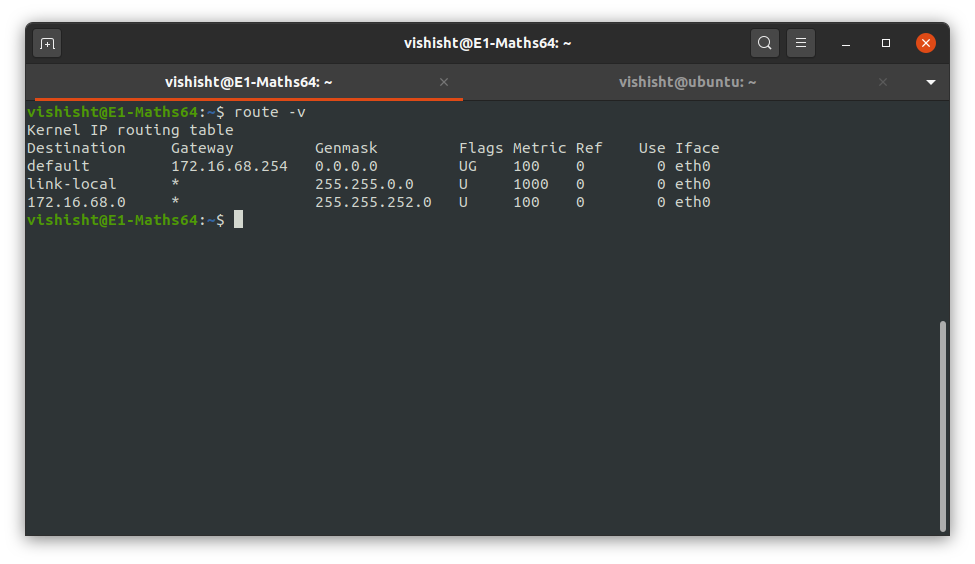 vishisht@E1-Maths64: ~
vishisht@E1-Maths64: ~ vishisht@ubuntu: ~
vishisht@E1-Maths64:~$ route -v
Kernel IP routing table
Destination     Gateway         Genmask         Flags Metric Ref    Use Iface
default         172.16.68.254   0.0.0.0         UG    100    0        0 eth0
link-local      *               255.255.0.0     U     1000   0        0 eth0
172.16.68.0     *               255.255.252.0   U     100    0        0 eth0
vishisht@E1-Maths64:~$